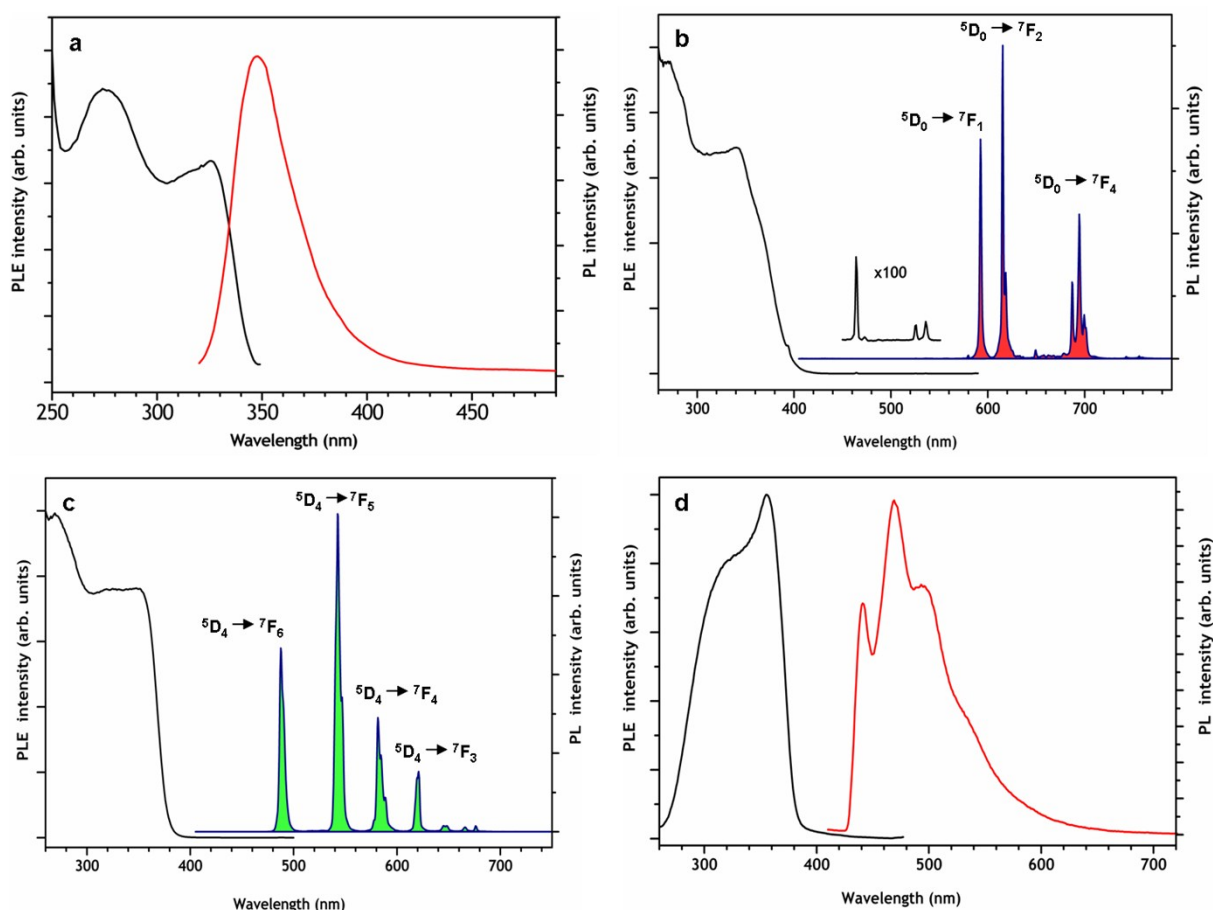 a
PLE intensity (arb. units)
PL intensity (arb. units)
250 300 350 400 450
Wavelength (nm)
b
⁵D₀ → ⁷F₂
⁵D₀ → ⁷F₁
⁵D₀ → ⁷F₄
x100
PLE intensity (arb. units)
PL intensity (arb. units)
300 400 500 600 700
Wavelength (nm)
c
⁵D₄ → ⁷F₅
⁵D₄ → ⁷F₆
⁵D₄ → ⁷F₄
⁵D₄ → ⁷F₃
PLE intensity (arb. units)
PL intensity (arb. units)
300 400 500 600 700
Wavelength (nm)
d
PLE intensity (arb. units)
PL intensity (arb. units)
300 400 500 600 700
Wavelength (nm)